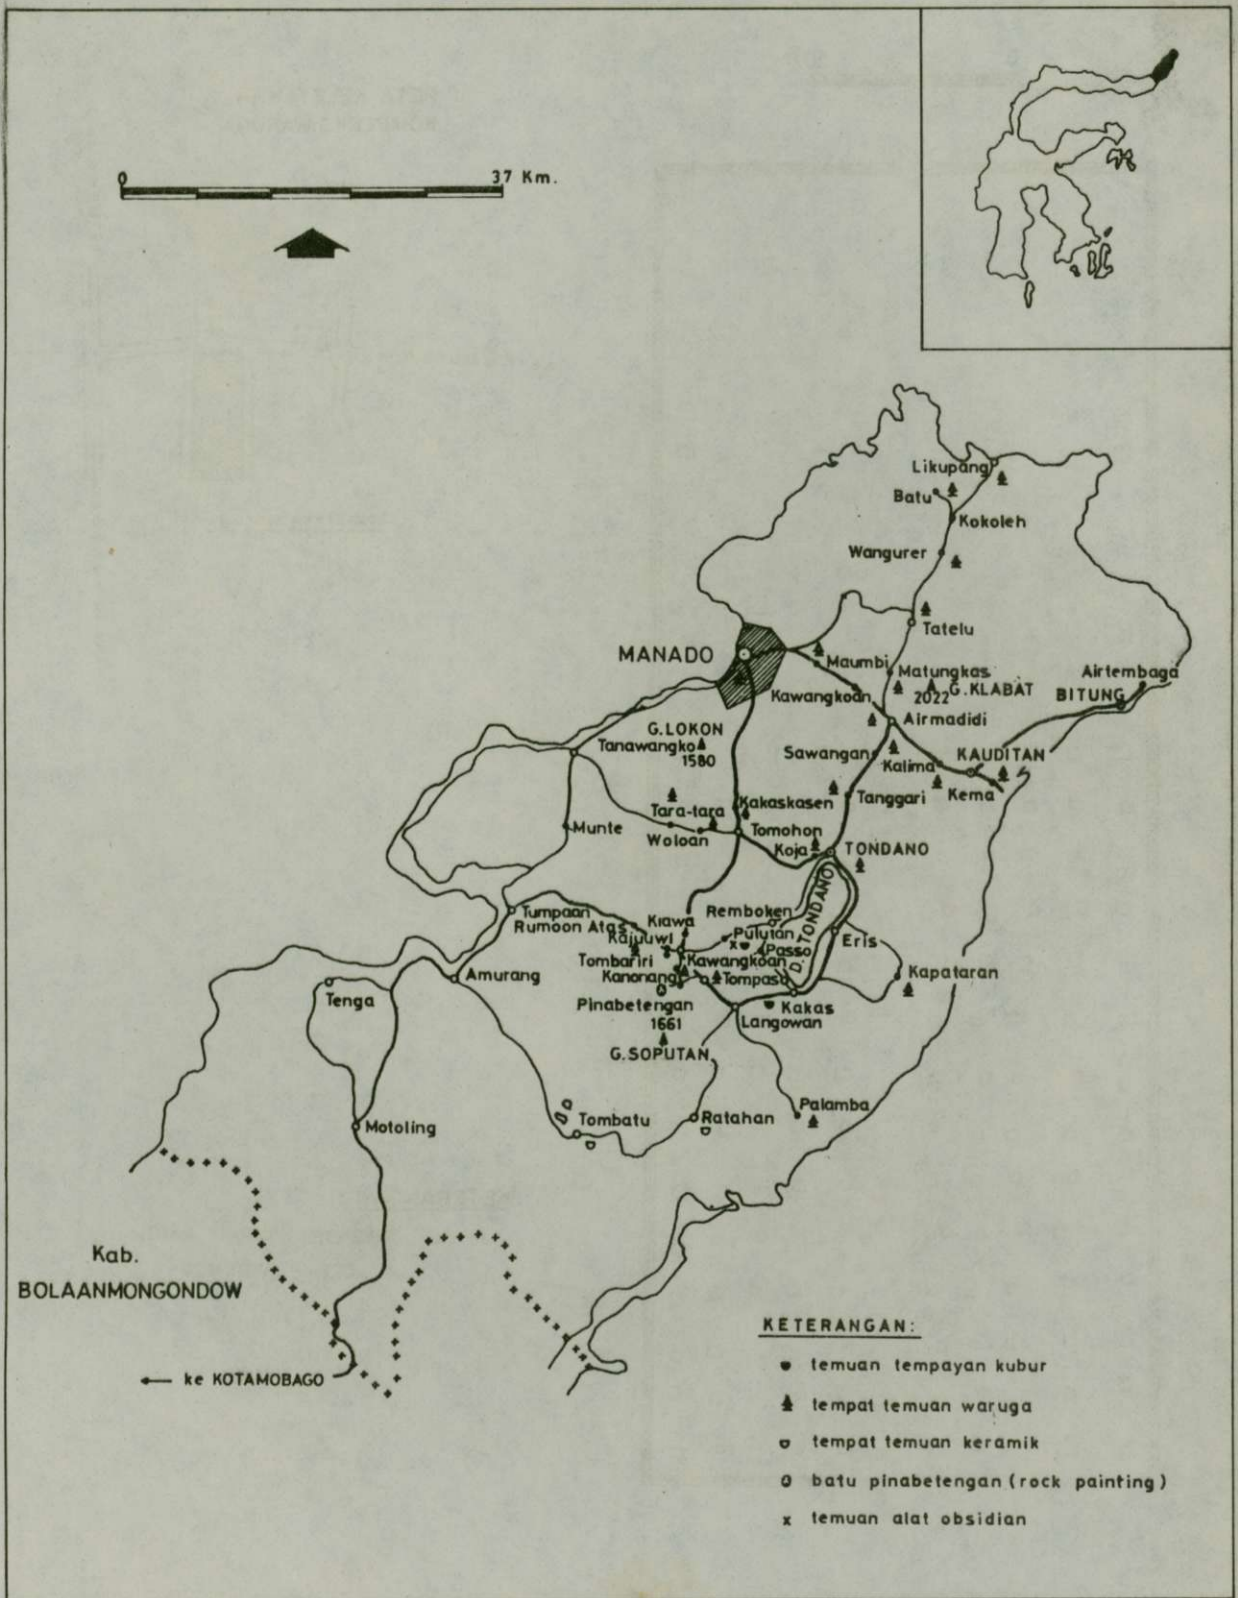 0
37 Km.
Likupang
Batu
Kokoleh
Wangurer
Tatelu
MANADO
Maumbi
Matungkas
Airtembaga
2022 G.KLABAT
BITUNG
Kawangkoan
Airmadidi
G.LOKON
Tanawangko
1580
Sawangan
KAUDITAN
Kalima
Kema
Tanggari
Kakaskasen
Tara-tara
Munte
Woloan
Tomohon
Koja
TONDANO
D. TONDANO
Tumpaan
Rumoon Atas
Kiawa
Remboken
Kajuuwi
Pulutan
x
Passo
Eris
Tombariri
Kawangkoan
Kanonang
Tompaso
Kapataran
Amurang
Tenga
Pinabetengan
Kakas
Langowan
1661
G.SOPUTAN
Palamba
Tombatu
Ratahan
Motoling
Kab.
BOLAANMONGONDOW
← ke KOTAMOBAGO
KETERANGAN:
temuan tempayan kubur
tempat temuan waruga
tempat temuan keramik
batu pinabetengan (rock painting)
x temuan alat obsidian